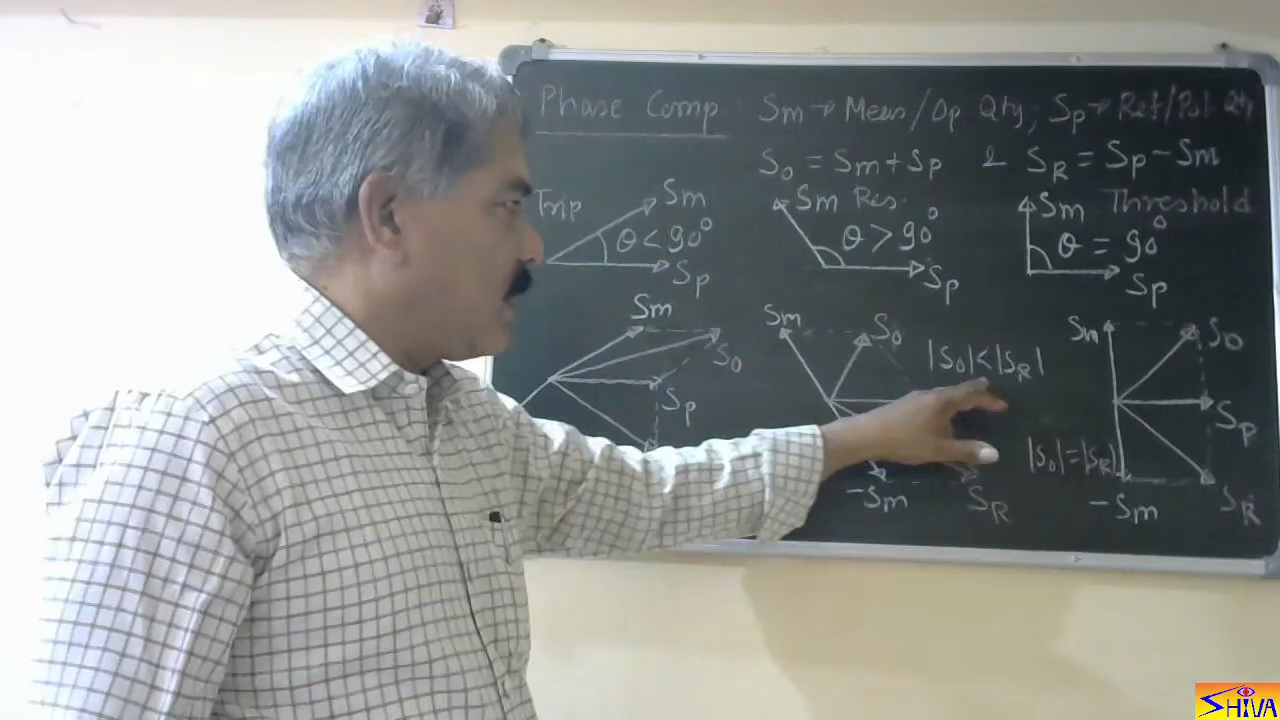 Phase Comp : Sm → Meas/Op Qty; Sp → Ref/Pol Qty
So = Sm + Sp & SR = Sp - Sm
Trip Sm θ < 90° Sp
Sm Res. θ > 90° Sp
Sm Threshold θ = 90° Sp
Sm So Sp
Sm So |So| < |SR| -Sm SR
Sm So Sp |So| = |SR| -Sm SR
SHIVA